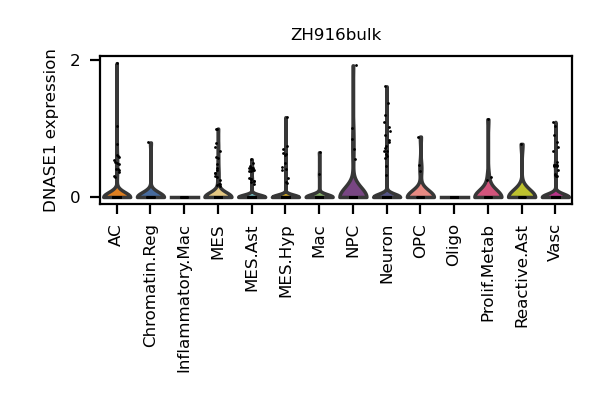 ZH916bulk
DNASE1 expression
2
0
AC
Chromatin.Reg
Inflammatory.Mac
MES
MES.Ast
MES.Hyp
Mac
NPC
Neuron
OPC
Oligo
Prolif.Metab
Reactive.Ast
Vasc